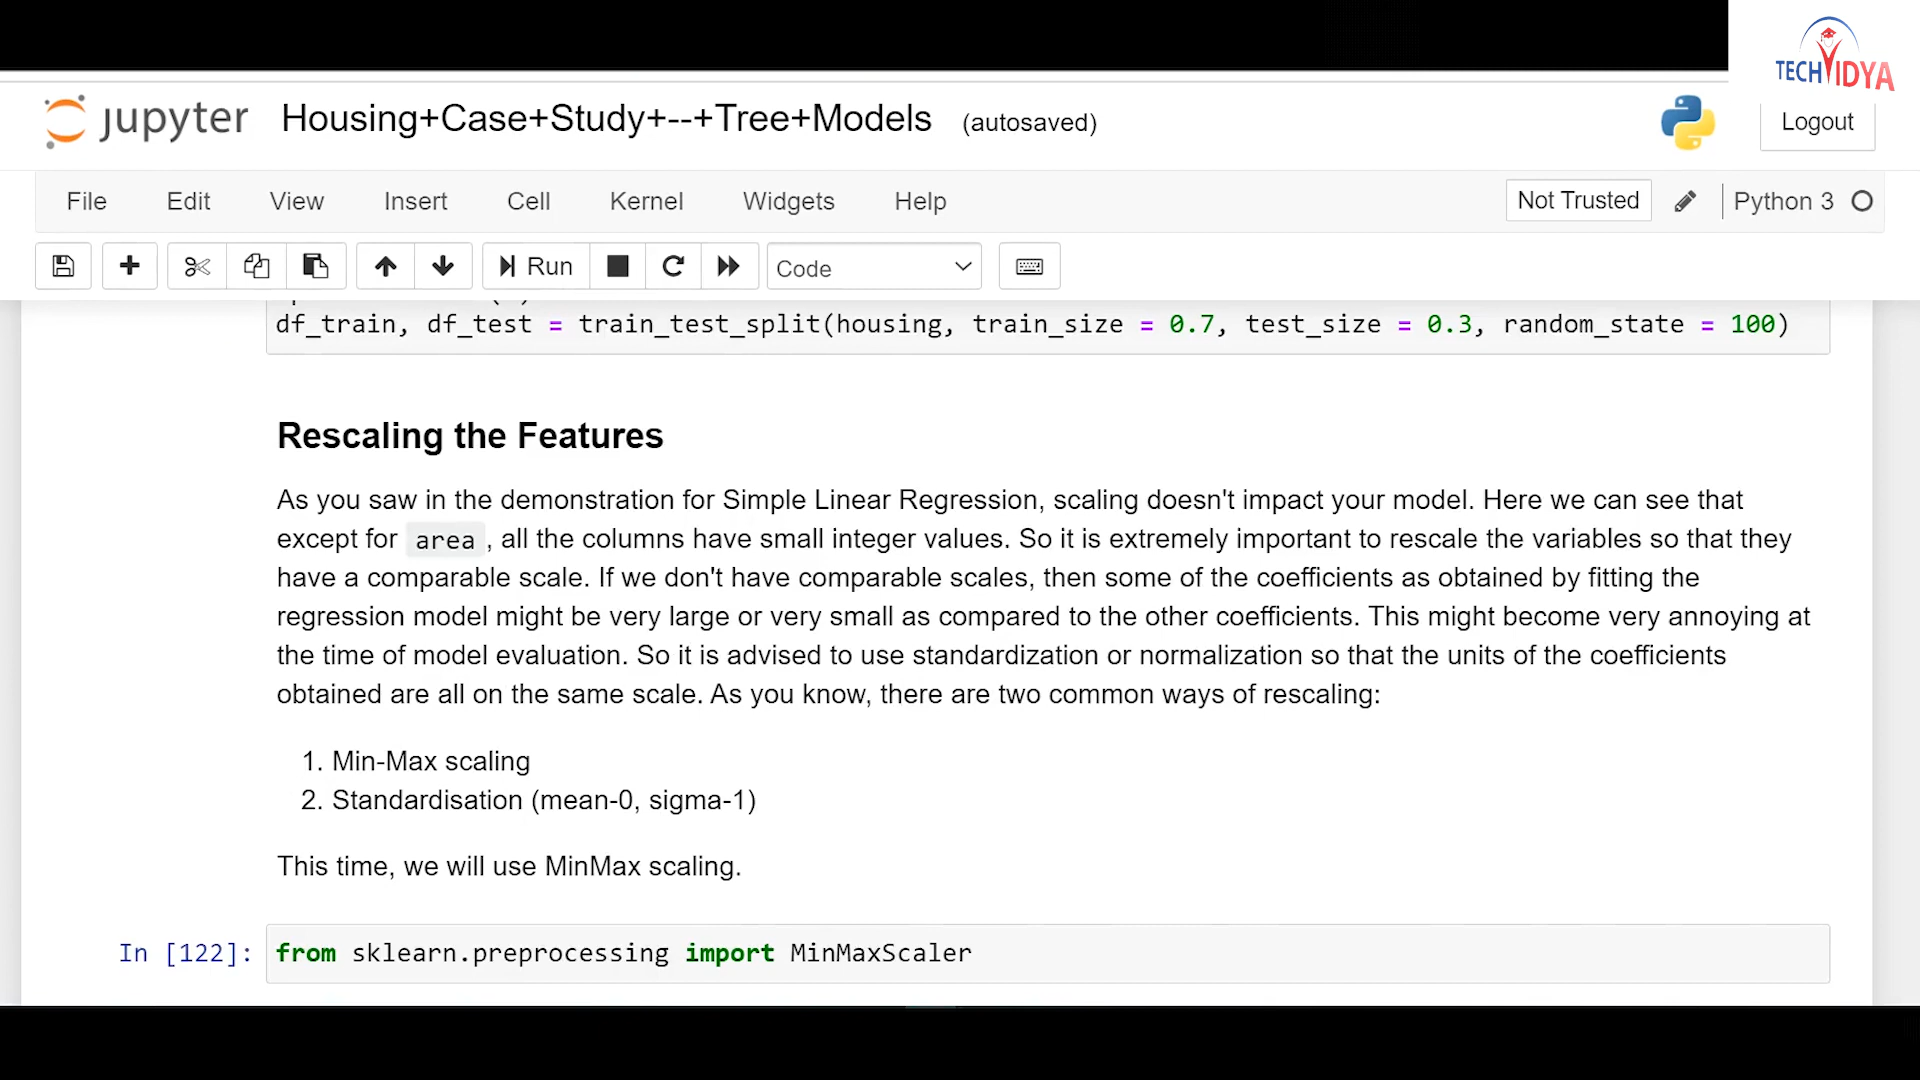 TECHVIDYA
jupyter Housing+Case+Study+--+Tree+Models (autosaved)
Logout
File Edit View Insert Cell Kernel Widgets Help Not Trusted Python 3
Run Code
df_train, df_test = train_test_split(housing, train_size = 0.7, test_size = 0.3, random_state = 100)
Rescaling the Features
As you saw in the demonstration for Simple Linear Regression, scaling doesn't impact your model. Here we can see that
except for area , all the columns have small integer values. So it is extremely important to rescale the variables so that they
have a comparable scale. If we don't have comparable scales, then some of the coefficients as obtained by fitting the
regression model might be very large or very small as compared to the other coefficients. This might become very annoying at
the time of model evaluation. So it is advised to use standardization or normalization so that the units of the coefficients
obtained are all on the same scale. As you know, there are two common ways of rescaling:
1. Min-Max scaling
2. Standardisation (mean-0, sigma-1)
This time, we will use MinMax scaling.
In [122]: from sklearn.preprocessing import MinMaxScaler